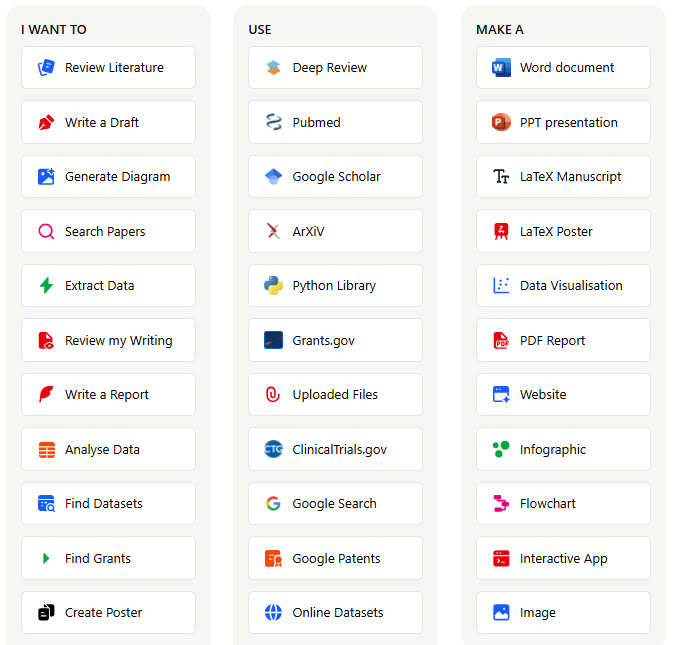 I WANT TO
Review Literature
Write a Draft
Generate Diagram
Search Papers
Extract Data
Review my Writing
Write a Report
Analyse Data
Find Datasets
Find Grants
Create Poster
USE
Deep Review
Pubmed
Google Scholar
ArXiV
Python Library
Grants.gov
Uploaded Files
CTG
ClinicalTrials.gov
Google Search
Google Patents
Online Datasets
MAKE A
W
Word document
P
PPT presentation
TT
LaTeX Manuscript
LaTeX Poster
Data Visualisation
PDF
PDF Report
Website
Infographic
Flowchart
Interactive App
Image